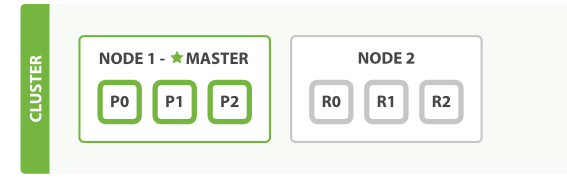 CLUSTER
NODE 1 - ★ MASTER
P0 P1 P2
NODE 2
R0 R1 R2